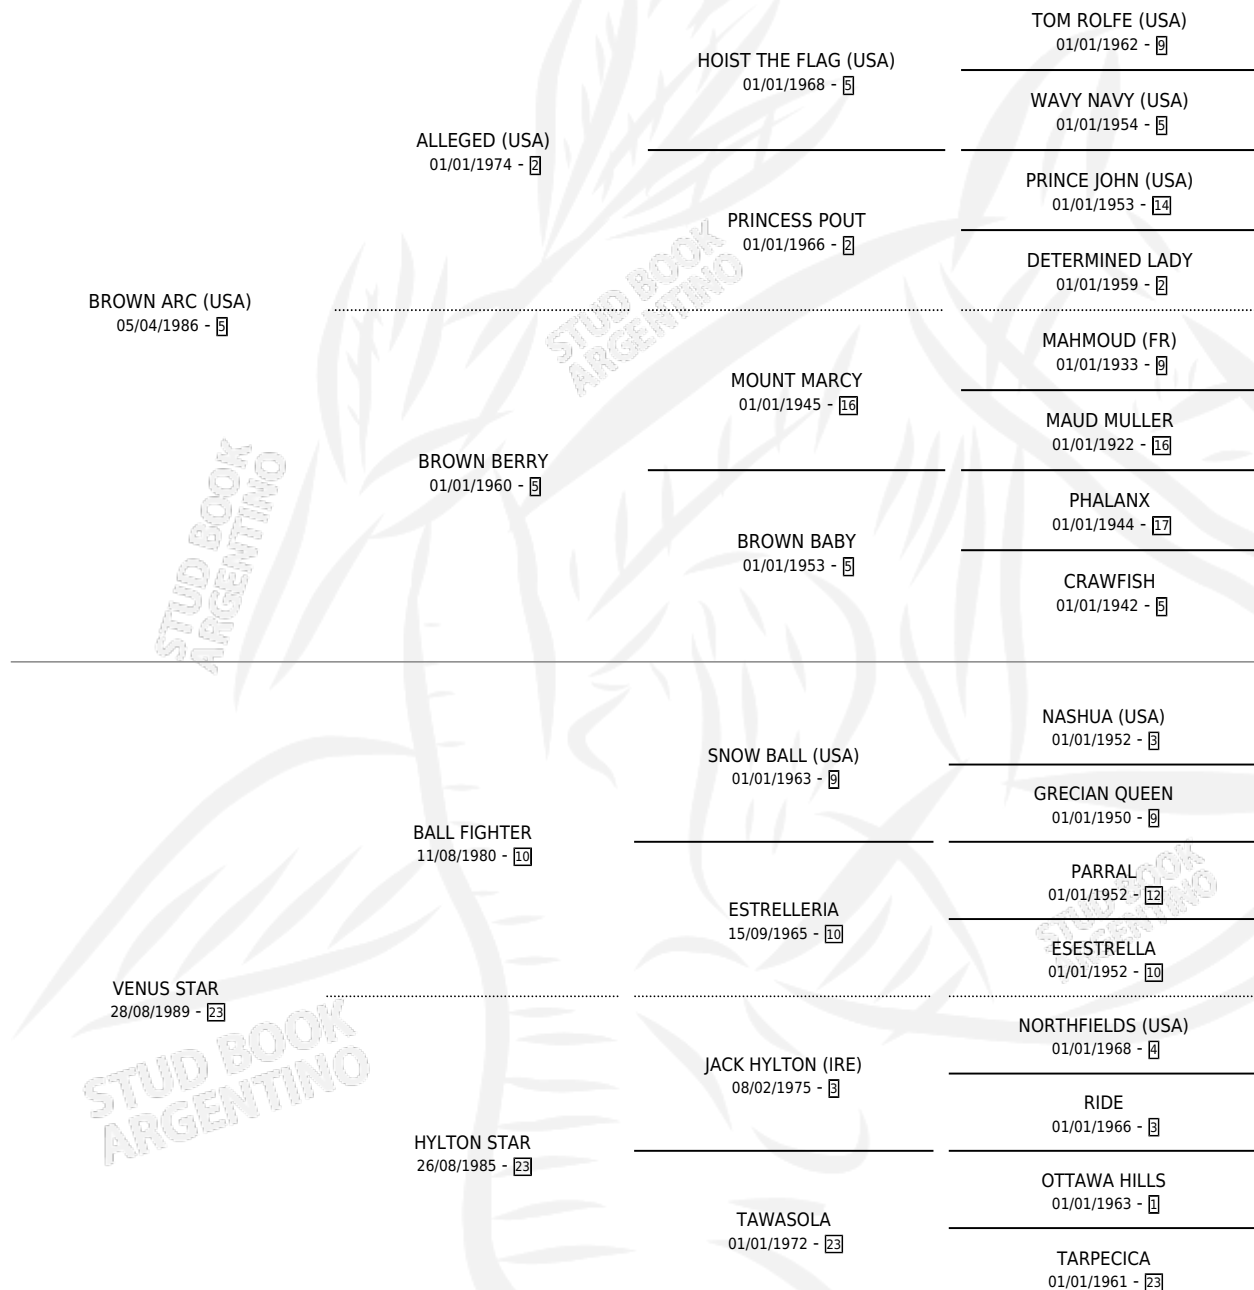 TOM ROLFE (USA)
01/01/1962 - 9
HOIST THE FLAG (USA)
01/01/1968 - 5
WAVY NAVY (USA)
01/01/1954 - 5
ALLEGED (USA)
01/01/1974 - 2
PRINCE JOHN (USA)
01/01/1953 - 14
PRINCESS POUT
01/01/1966 - 2
DETERMINED LADY
01/01/1959 - 2
BROWN ARC (USA)
05/04/1986 - 5
STUD BOOK
ARGENTINO
MAHMOUD (FR)
01/01/1933 - 9
MOUNT MARCY
01/01/1945 - 16
MAUD MULLER
01/01/1922 - 16
BROWN BERRY
01/01/1960 - 5
PHALANX
01/01/1944 - 17
BROWN BABY
01/01/1953 - 5
CRAWFISH
01/01/1942 - 5
STUD BOOK
ARGENTINO
NASHUA (USA)
01/01/1952 - 3
SNOW BALL (USA)
01/01/1963 - 9
GRECIAN QUEEN
01/01/1950 - 9
BALL FIGHTER
11/08/1980 - 10
PARRAL
01/01/1952 - 12
ESTRELLERIA
15/09/1965 - 10
STUD BOOK
ARGENTINO
ESESTRELLA
01/01/1952 - 10
VENUS STAR
28/08/1989 - 23
NORTHFIELDS (USA)
01/01/1968 - 4
JACK HYLTON (IRE)
08/02/1975 - 3
RIDE
01/01/1966 - 3
STUD BOOK
ARGENTINO
HYLTON STAR
26/08/1985 - 23
OTTAWA HILLS
01/01/1963 - 1
TAWASOLA
01/01/1972 - 23
TARPECICA
01/01/1961 - 23